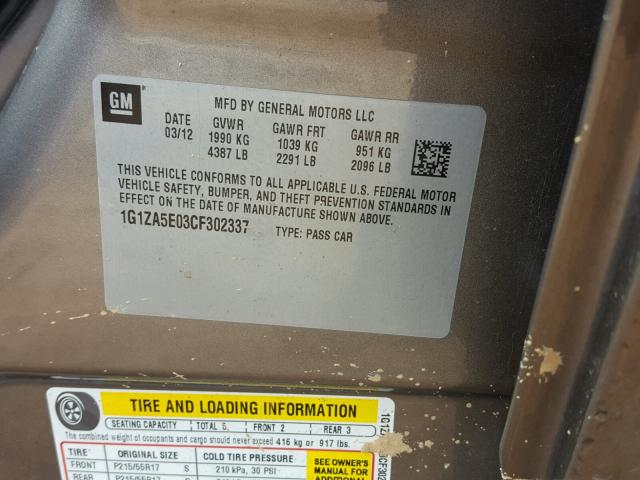 GM
MFD BY GENERAL MOTORS LLC
DATE GVWR GAWR FRT GAWR RR
03/12 1990 KG 1039 KG 951 KG
4387 LB 2291 LB 2096 LB
THIS VEHICLE CONFORMS TO ALL APPLICABLE U.S. FEDERAL MOTOR
VEHICLE SAFETY, BUMPER, AND THEFT PREVENTION STANDARDS IN
EFFECT ON THE DATE OF MANUFACTURE SHOWN ABOVE.
1G1ZA5E03CF302337 TYPE: PASS CAR
TIRE AND LOADING INFORMATION
SEATING CAPACITY TOTAL 5 FRONT 2 REAR 3
The combined weight of occupants and cargo should never exceed 416 kg or 917 lbs.
TIRE ORIGINAL SIZE COLD TIRE PRESSURE
FRONT P215/55R17 S 210 kPa, 30 PSI
REAR P215/55R17 S
SEE OWNER'S
MANUAL FOR
ADDITIONAL